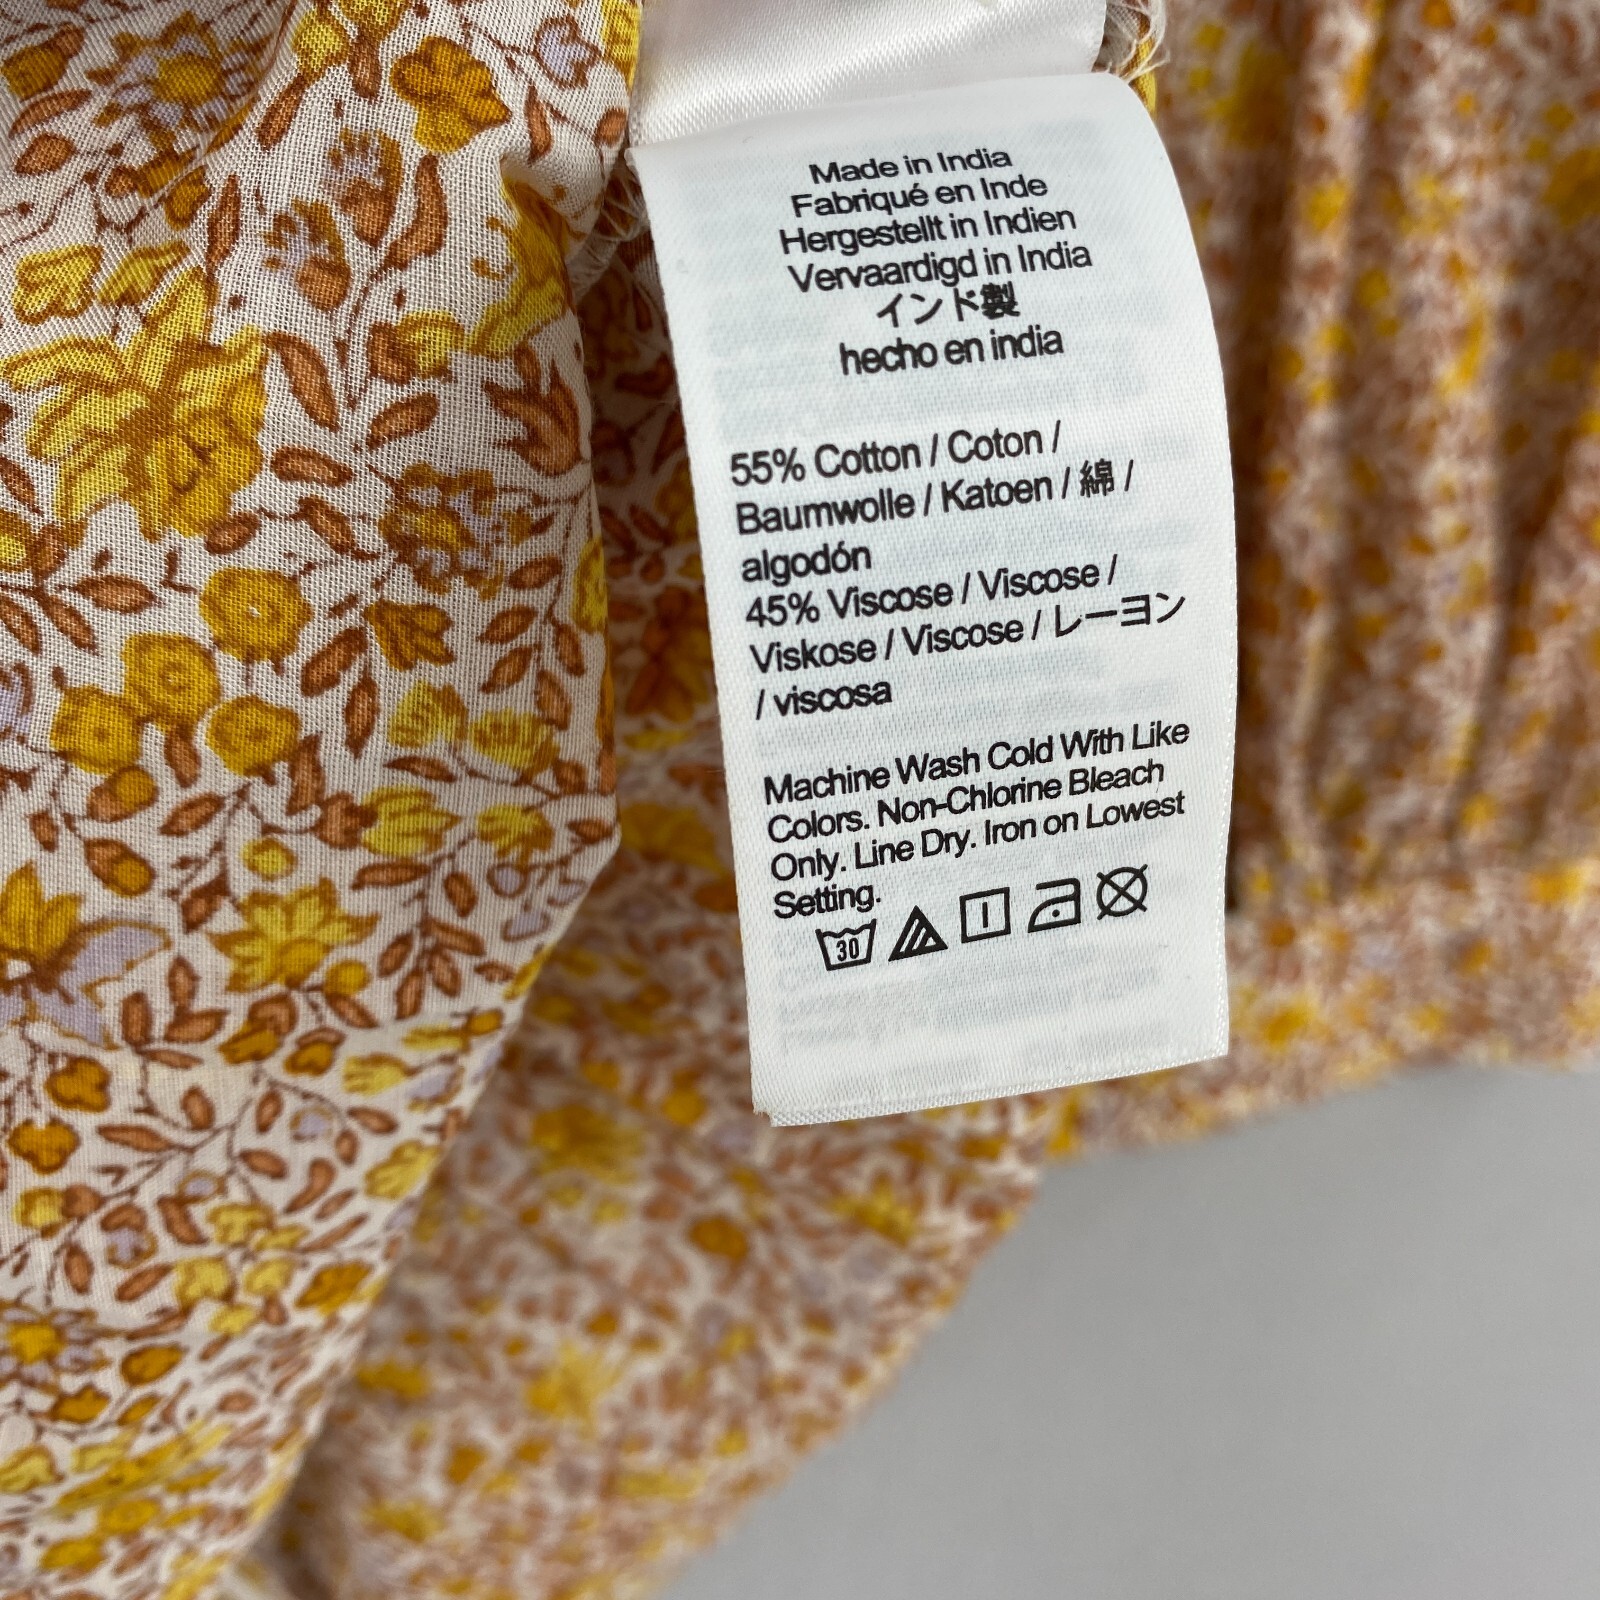 Made in India
Fabriqué en Inde
Hergestellt in Indien
Vervaardigd in India
インド製
hecho en india
55% Cotton / Coton /
Baumwolle / Katoen / 綿 /
algodón
45% Viscose / Viscose /
Viskose / Viscose / レーヨン
/ viscosa
Machine Wash Cold With Like
Colors. Non-Chlorine Bleach
Only. Line Dry. Iron on Lowest
Setting.
30